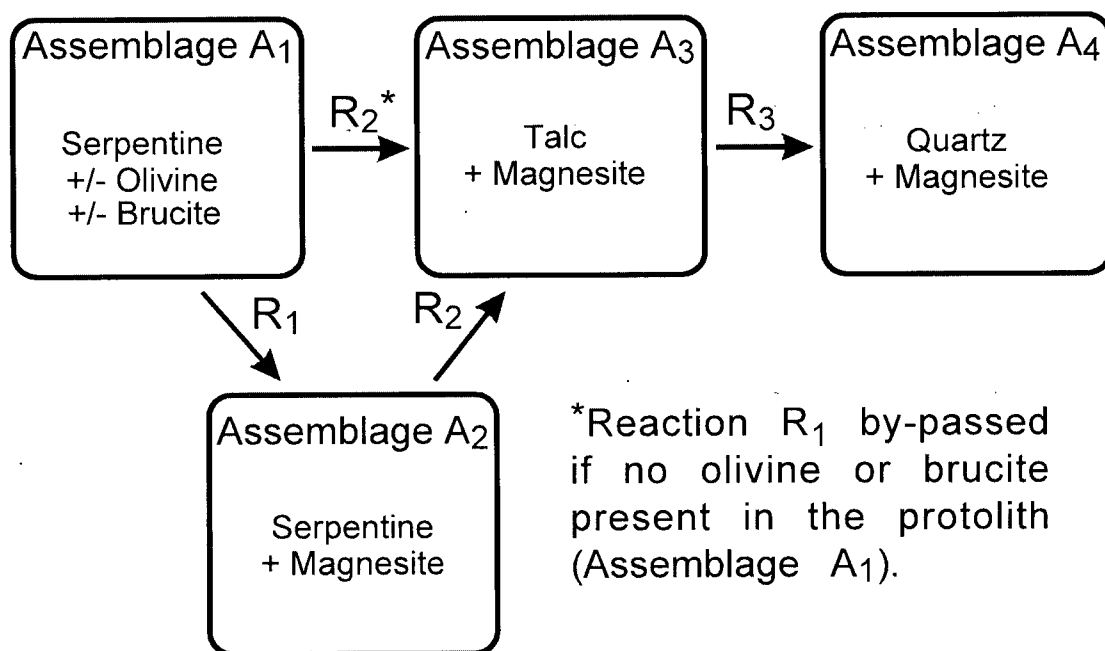 Assemblage A₁
Serpentine
+/- Olivine
+/- Brucite
R₂*
Assemblage A₃
Talc
+ Magnesite
R₃
Assemblage A₄
Quartz
+ Magnesite
R₁
R₂
Assemblage A₂
Serpentine
+ Magnesite
*Reaction R₁ by-passed
if no olivine or brucite
present in the protolith
(Assemblage A₁).